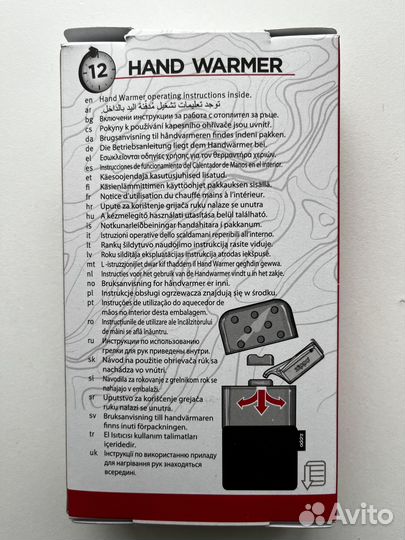 12 HAND WARMER
en Hand Warmer operating instructions inside.
ar توجد تعليمات تشغيل مُدفئة اليد بالداخل.
bg Включени инструкции за работа с отоплител за ръце.
cs Pokyny k používání kapesního ohřívače jsou uvnitř.
da Brugsanvisning til håndvarmeren findes indeni pakken.
de Die Betriebsanleitung liegt dem Handwärmer bei.
el Εσωκλείονται οδηγίες χρήσης για τον θερμαντήρα χεριών.
es Instrucciones de funcionamiento del Calentador de Manos en el interior.
et Käesoojendaja kasutusjuhised lisatud.
fi Käsienlämmittimen käyttöohjet pakkauksen sisällä.
fr Notice d'utilisation du chauffe mains à l'intérieur.
hr Upute za korištenje grijača ruku nalaze se unutra
hu A kézmelegítő használati utasítása belül található.
is Notkunarleiðbeiningar handahitara í pakkanum.
it Istruzioni operative dello scaldamani reperibili all'interno.
lt Rankų šildytuvo naudojimo instrukcija rasite viduje.
lv Roku sildītāja ekspluatācijas instrukcija atrodas iekšpusē.
mt L-istruzzjonijiet dwar kif tħaddem il Hand Warmer qegħdin ġewwa.
nl Instructies voor het gebruik van de Handwarmer vindt u in het zakje.
no Bruksanvisning for håndvarmer er inni.
pl Instrukcje obsługi ogrzewacza znajdują się w środku.
pt Instruções de utilização do aquecedor de
mãos no interior desta embalagem.
ro Instrucţiunile de utilizare ale încălzitorului
de mâini se află înăuntru.
ru Инструкции по использованию
грелки для рук приведены внутри.
sk Návod na použitie ohrievača rúk sa
nachádza vo vnútri.
si Navodila za rokovanje z grelnikom rok se
nahajajo v embalaži.
sr Uputstvo za korišćenje grejača
ruku nalazi se unutra.
sv Bruksanvisning till handvärmaren
finns inuti förpackningen.
tr El Isıtıcısı kullanım talimatları
içeridedir.
uk Інструкції по використанню приладу
для нагрівання рук знаходяться
всередині.
zippo
zippo
Avito